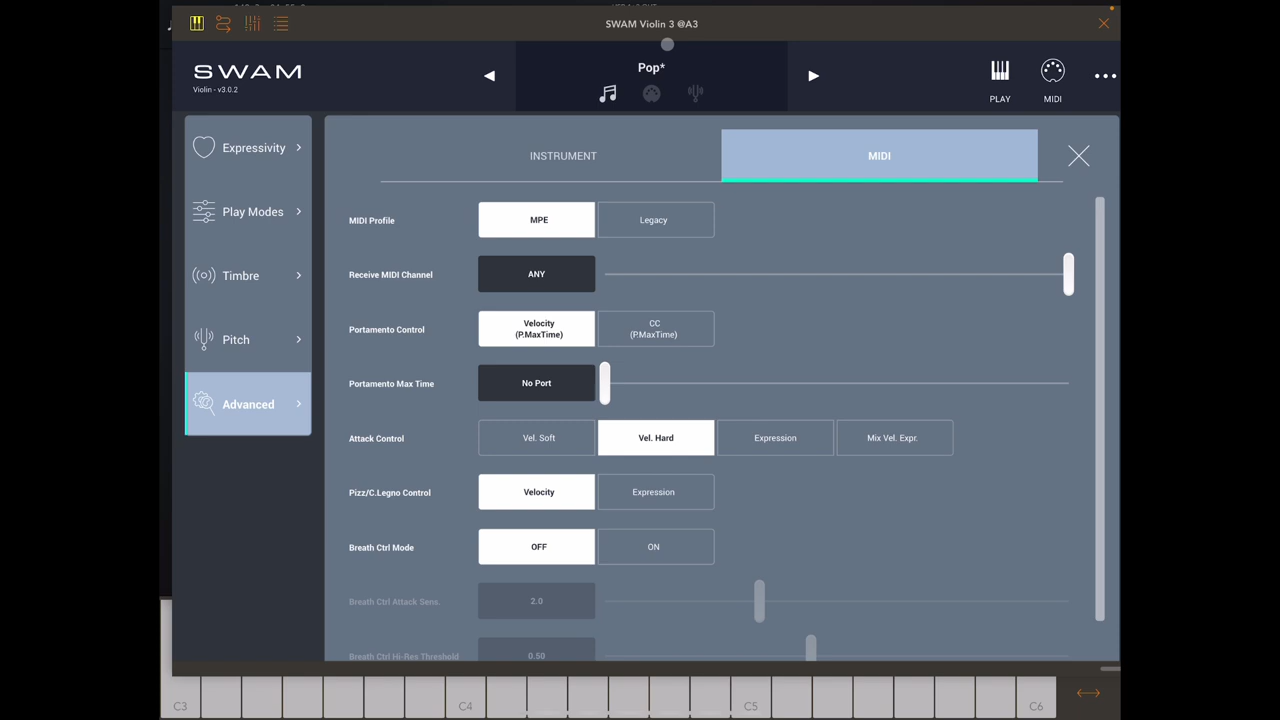 SWAM Violin 3 @A3
SWAM
Violin - v3.0.2
Pop*
PLAY
MIDI
Expressivity
Play Modes
Timbre
Pitch
Advanced
INSTRUMENT
MIDI
MIDI Profile
MPE
Legacy
Receive MIDI Channel
ANY
Portamento Control
Velocity
(P.MaxTime)
CC
(P.MaxTime)
Portamento Max Time
No Port
Attack Control
Vel. Soft
Vel. Hard
Expression
Mix Vel. Expr.
Pizz/C.Legno Control
Velocity
Expression
Breath Ctrl Mode
OFF
ON
Breath Ctrl Attack Sens.
2.0
Breath Ctrl Hi-Res Threshold
0.50
C3
C4
C5
C6